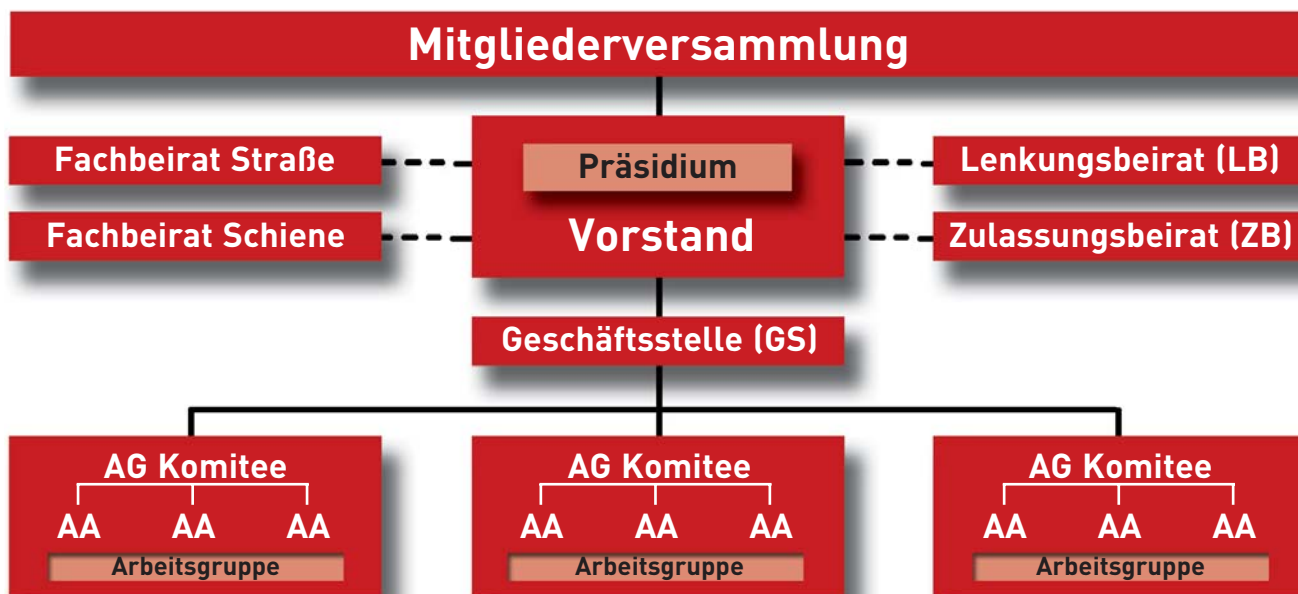 Mitgliederversammlung
Fachbeirat Straße
Präsidium
Lenkungsbeirat (LB)
Fachbeirat Schiene
Vorstand
Zulassungsbeirat (ZB)
Geschäftsstelle (GS)
AG Komitee
AA AA AA
Arbeitsgruppe
AG Komitee
AA AA AA
Arbeitsgruppe
AG Komitee
AA AA AA
Arbeitsgruppe